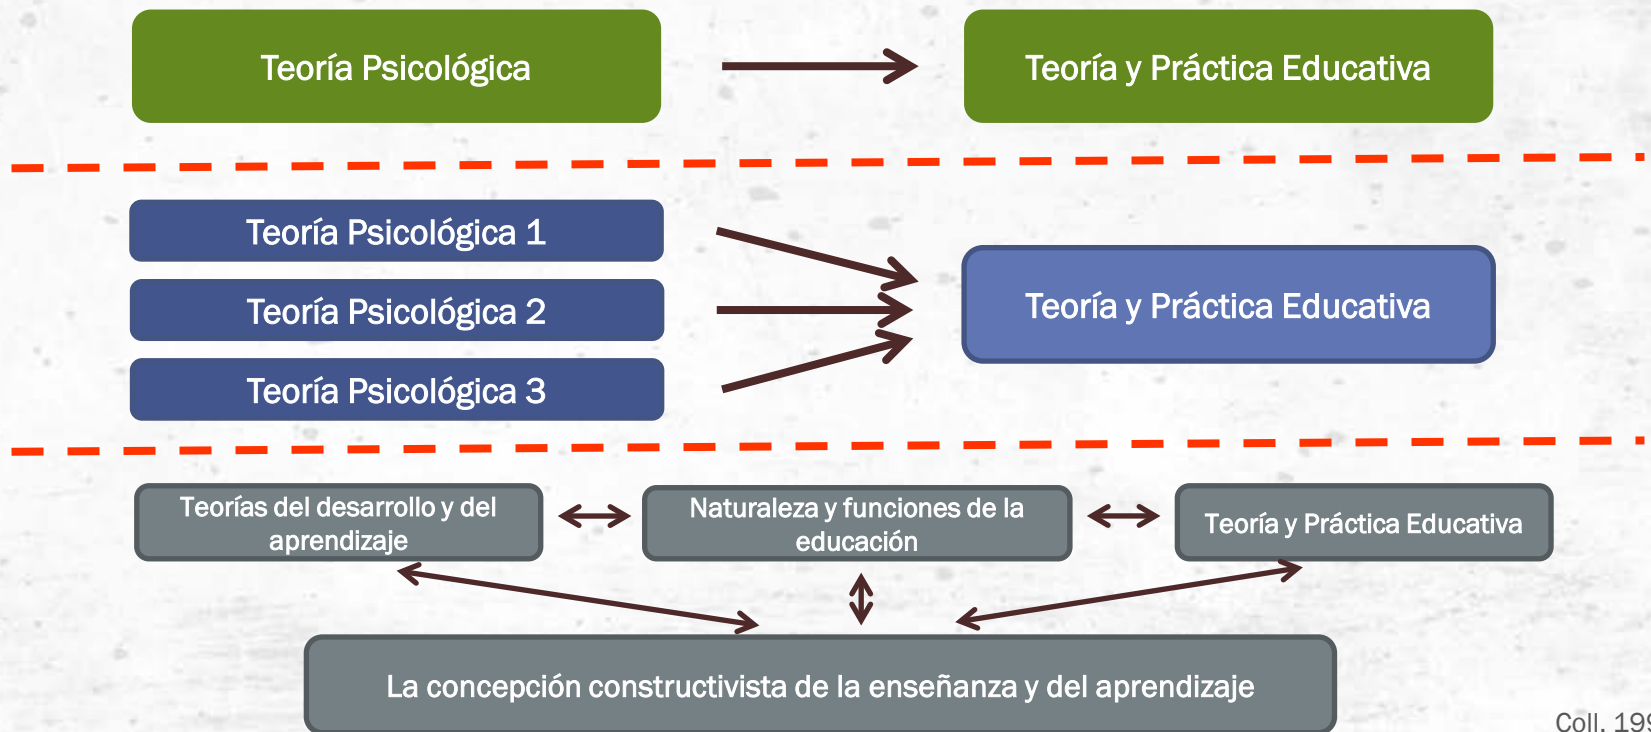 Teoría Psicológica
Teoría y Práctica Educativa
Teoría Psicológica 1
Teoría Psicológica 2
Teoría Psicológica 3
Teoría y Práctica Educativa
Teorías del desarrollo y del
aprendizaje
Naturaleza y funciones de la
educación
Teoría y Práctica Educativa
La concepción constructivista de la enseñanza y del aprendizaje
Coll. 199